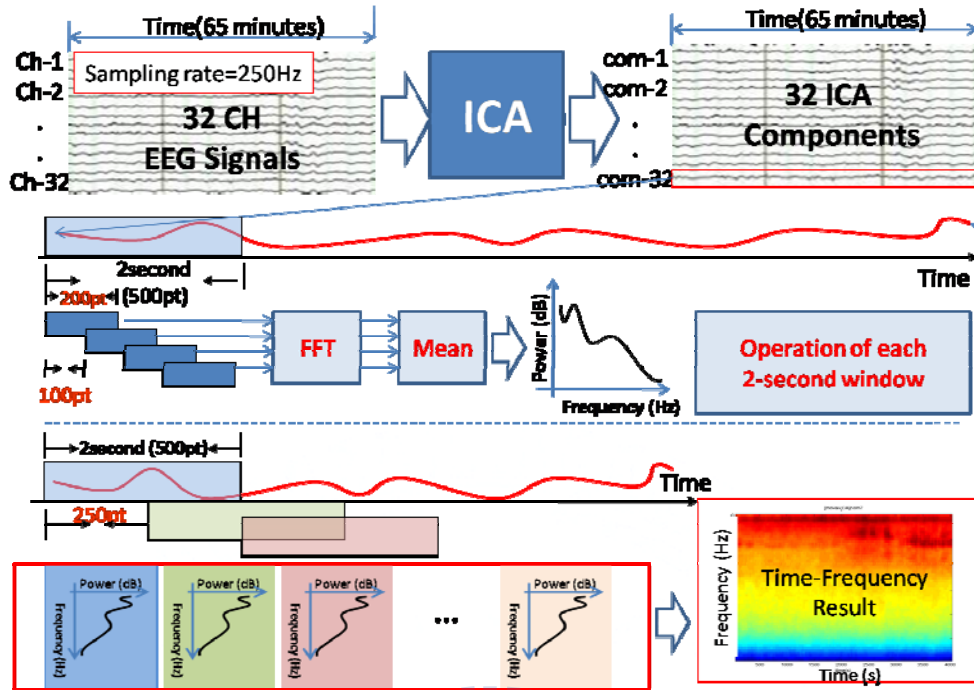 Time(65 minutes)
Time(65 minutes)
Ch-1
Sampling rate=250Hz
Ch-2
32 CH
EEG Signals
Ch-32
ICA
com-1
com-2
32 ICA
Components
com-32
2second
(500pt)
Time
200pt
100pt
FFT
Mean
Power (dB)
Frequency (Hz)
Operation of each
2-second window
2second (500pt)
Time
250pt
Power (dB)
Frequency (Hz)
Power (dB)
Frequency (Hz)
Power (dB)
Frequency (Hz)
...
Power (dB)
Frequency (Hz)
Frequency (Hz)
Time-Frequency
Result
500
4000
Time (s)